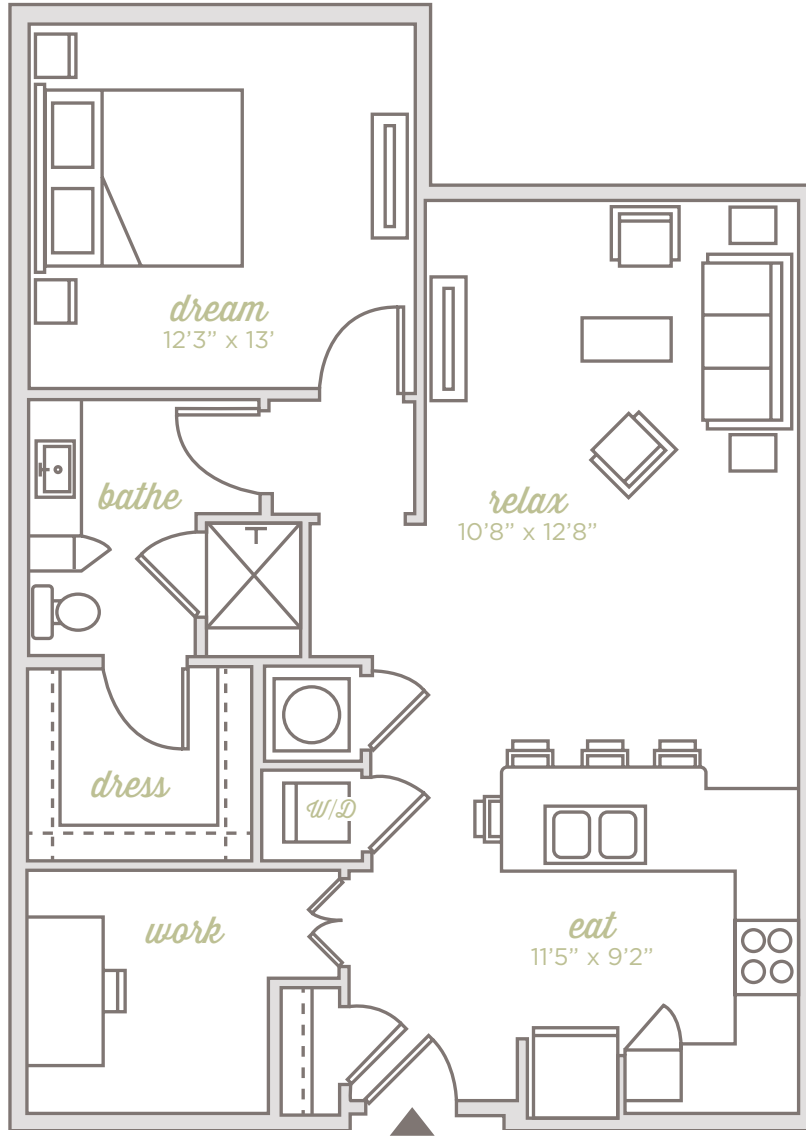 dream
12’3” x 13’
bathe
relax
10’8” x 12’8”
dress
W/D
work
eat
11’5” x 9’2”